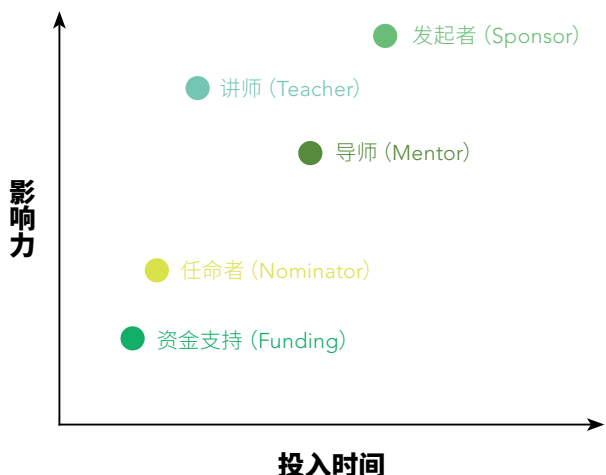 发起者（Sponsor）
讲师（Teacher）
导师（Mentor）
影响力
任命者（Nominator）
资金支持（Funding）
投入时间